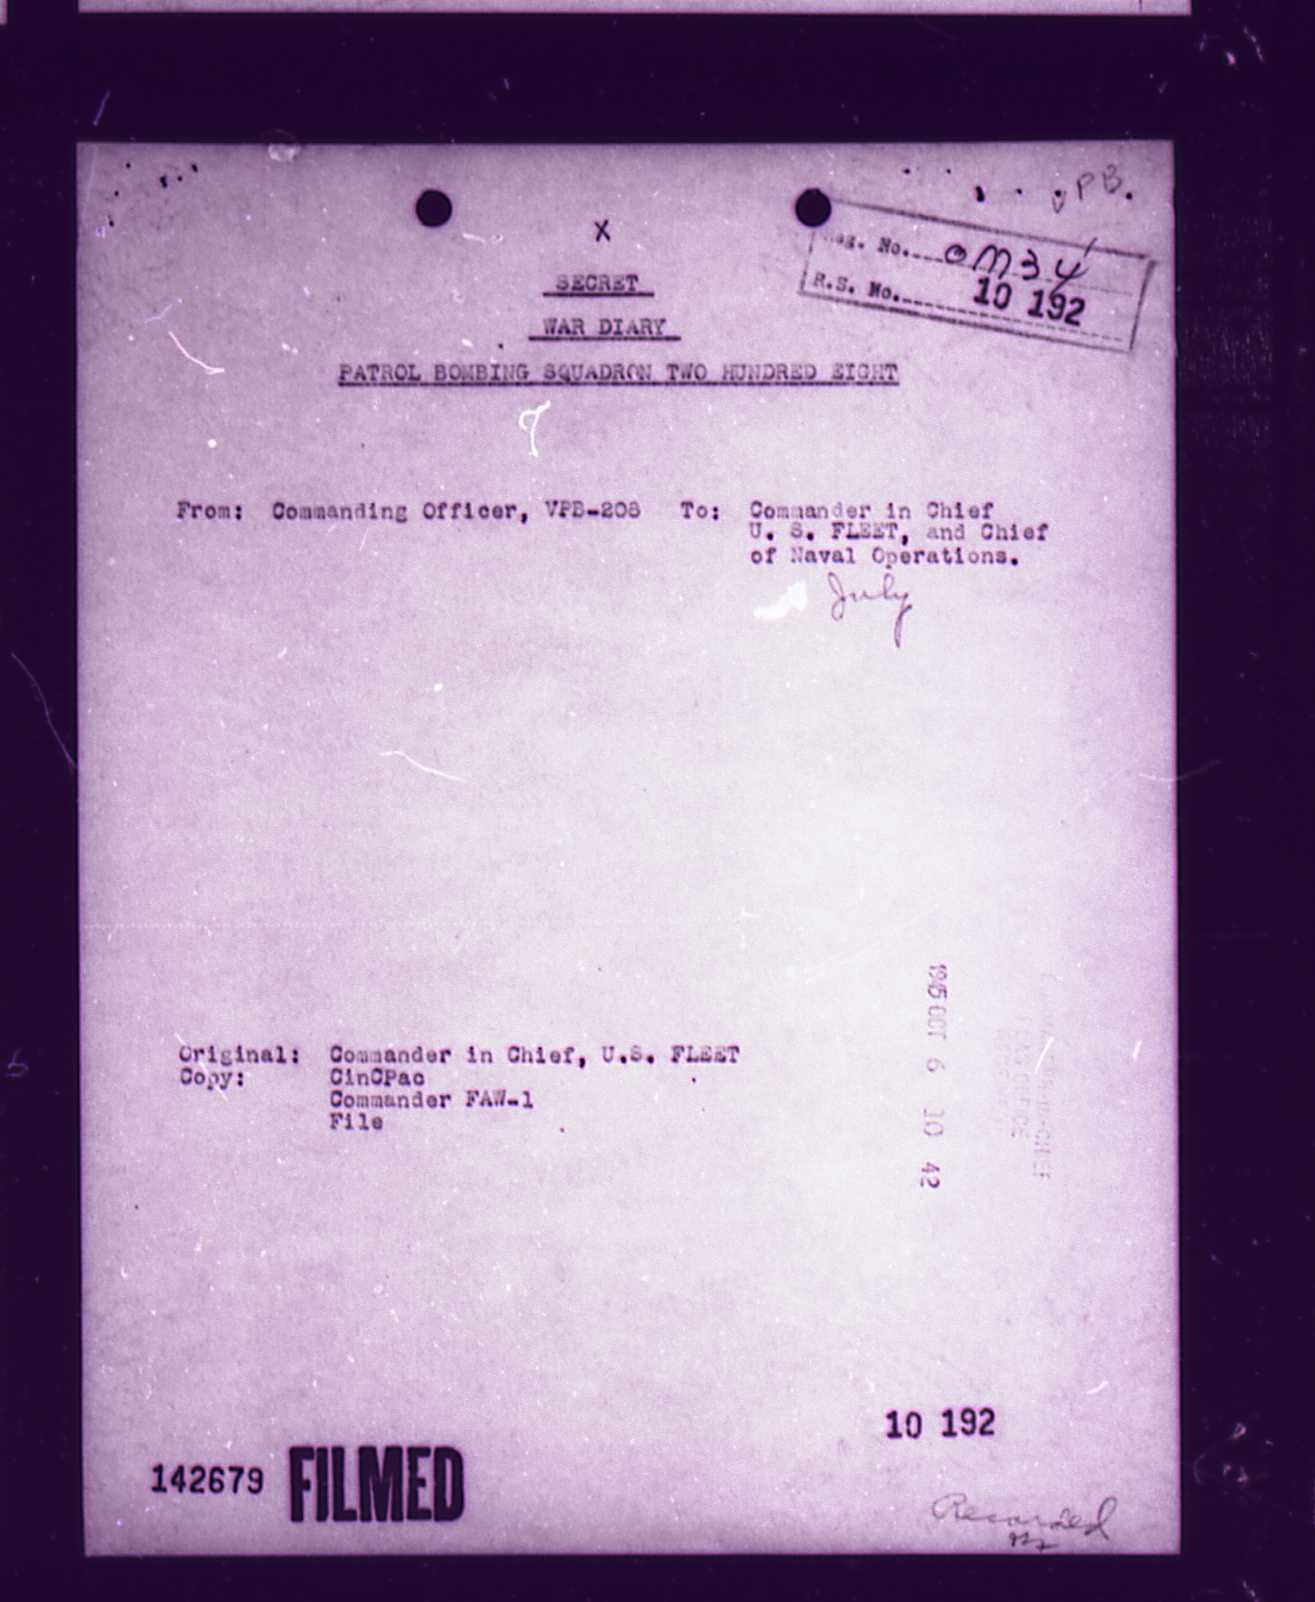 PB.
X
Reg. No. OM34
R.S. No. 10 192
SECRET
WAR DIARY
PATROL BOMBING SQUADRON TWO HUNDRED EIGHT
From: Commanding Officer, VPB-208 To: Commander in Chief
U. S. FLEET, and Chief
of Naval Operations.
July
1945 OCT 6 10 42
Original: Commander in Chief, U.S. FLEET
Copy: CinCPac
Commander FAW-1
File
10 192
142679 FILMED
Recorded